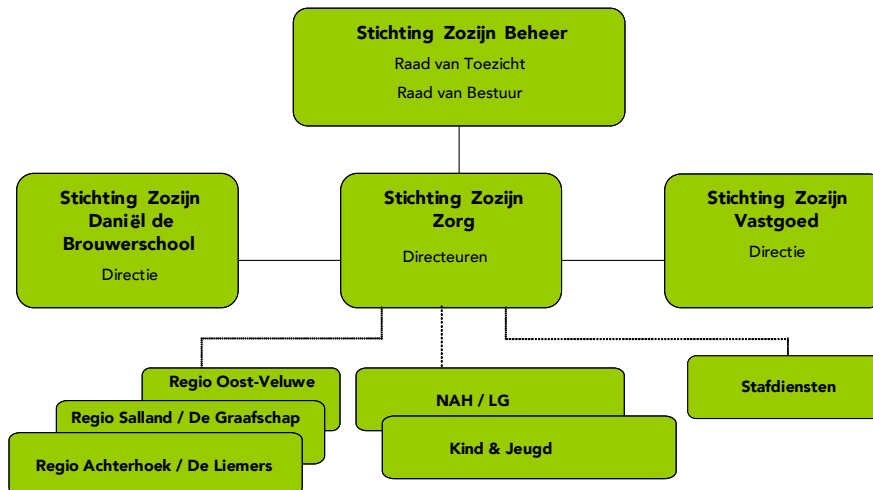 Stichting Zozijn Beheer
Raad van Toezicht
Raad van Bestuur
Stichting Zozijn
Daniël de
Brouwerschool
Directie
Stichting Zozijn
Zorg
Directeuren
Stichting Zozijn
Vastgoed
Directie
Regio Oost-Veluwe
Regio Salland / De Graafschap
Regio Achterhoek / De Liemers
NAH / LG
Kind & Jeugd
Stafdiensten